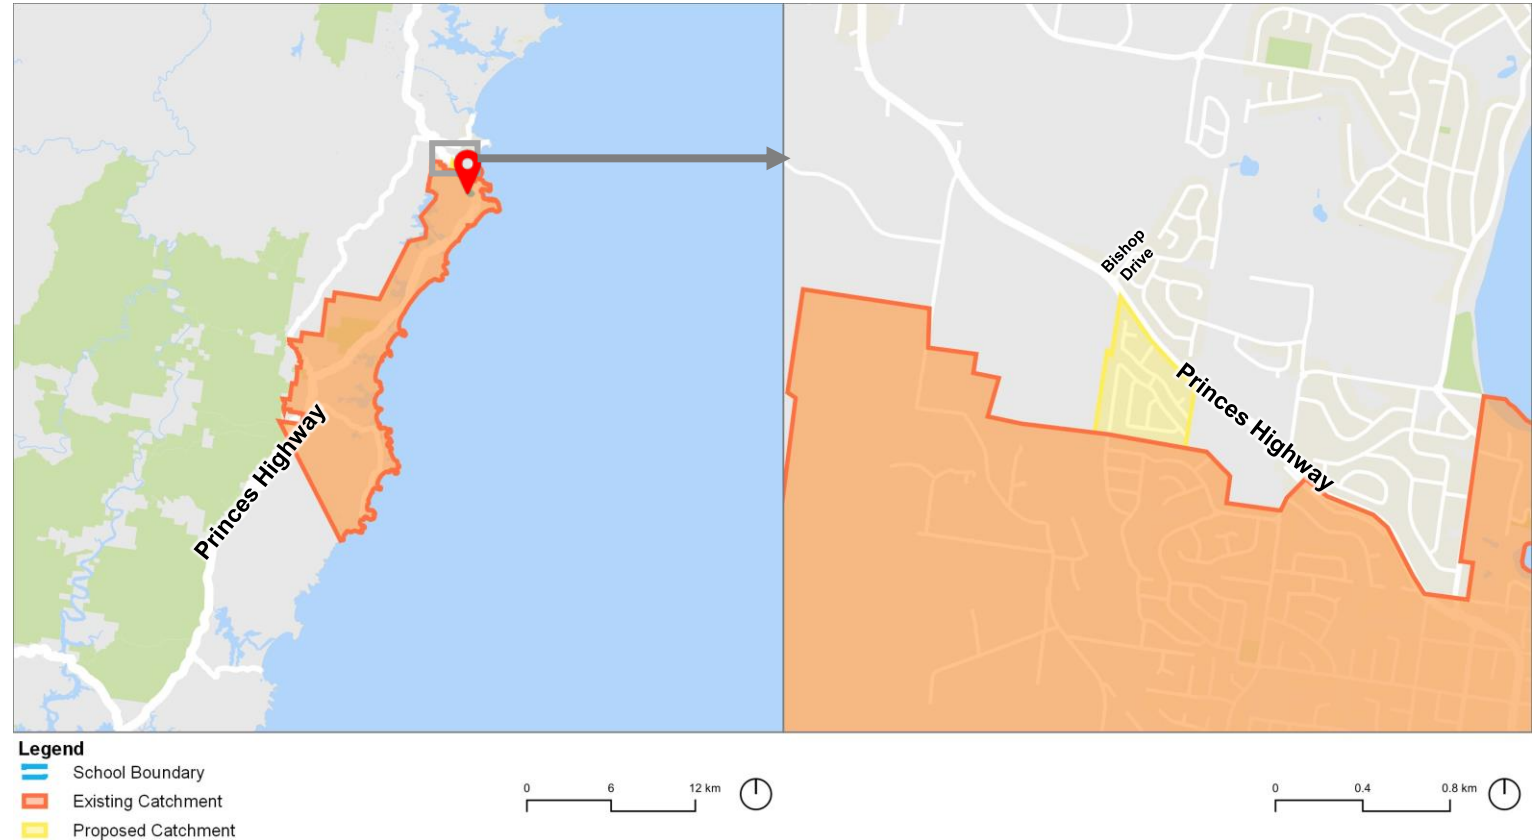 Bishop
Drive
Princes Highway
Princes Highway
Legend
School Boundary
Existing Catchment
Proposed Catchment
0 6 12 km
0 0.4 0.8 km